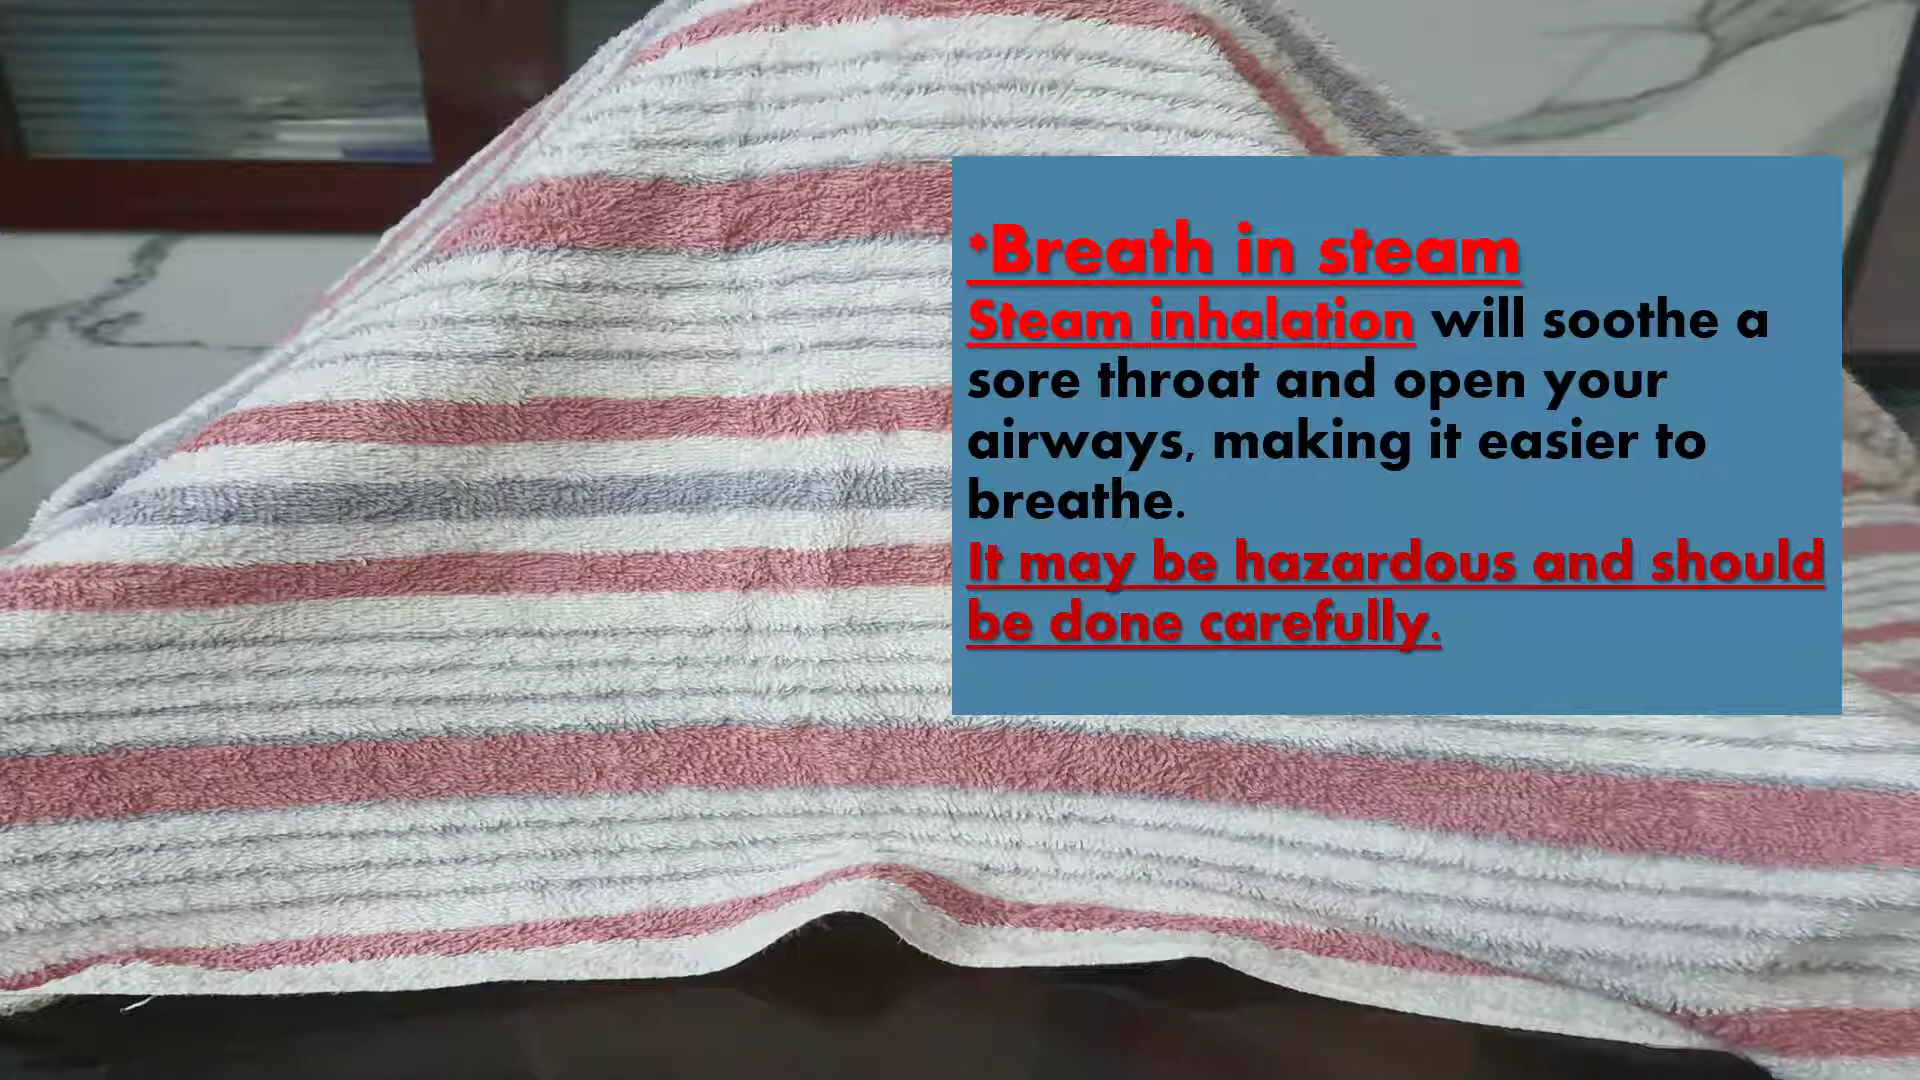 *Breath in steam
Steam inhalation will soothe a
sore throat and open your
airways, making it easier to
breathe.
It may be hazardous and should
be done carefully.